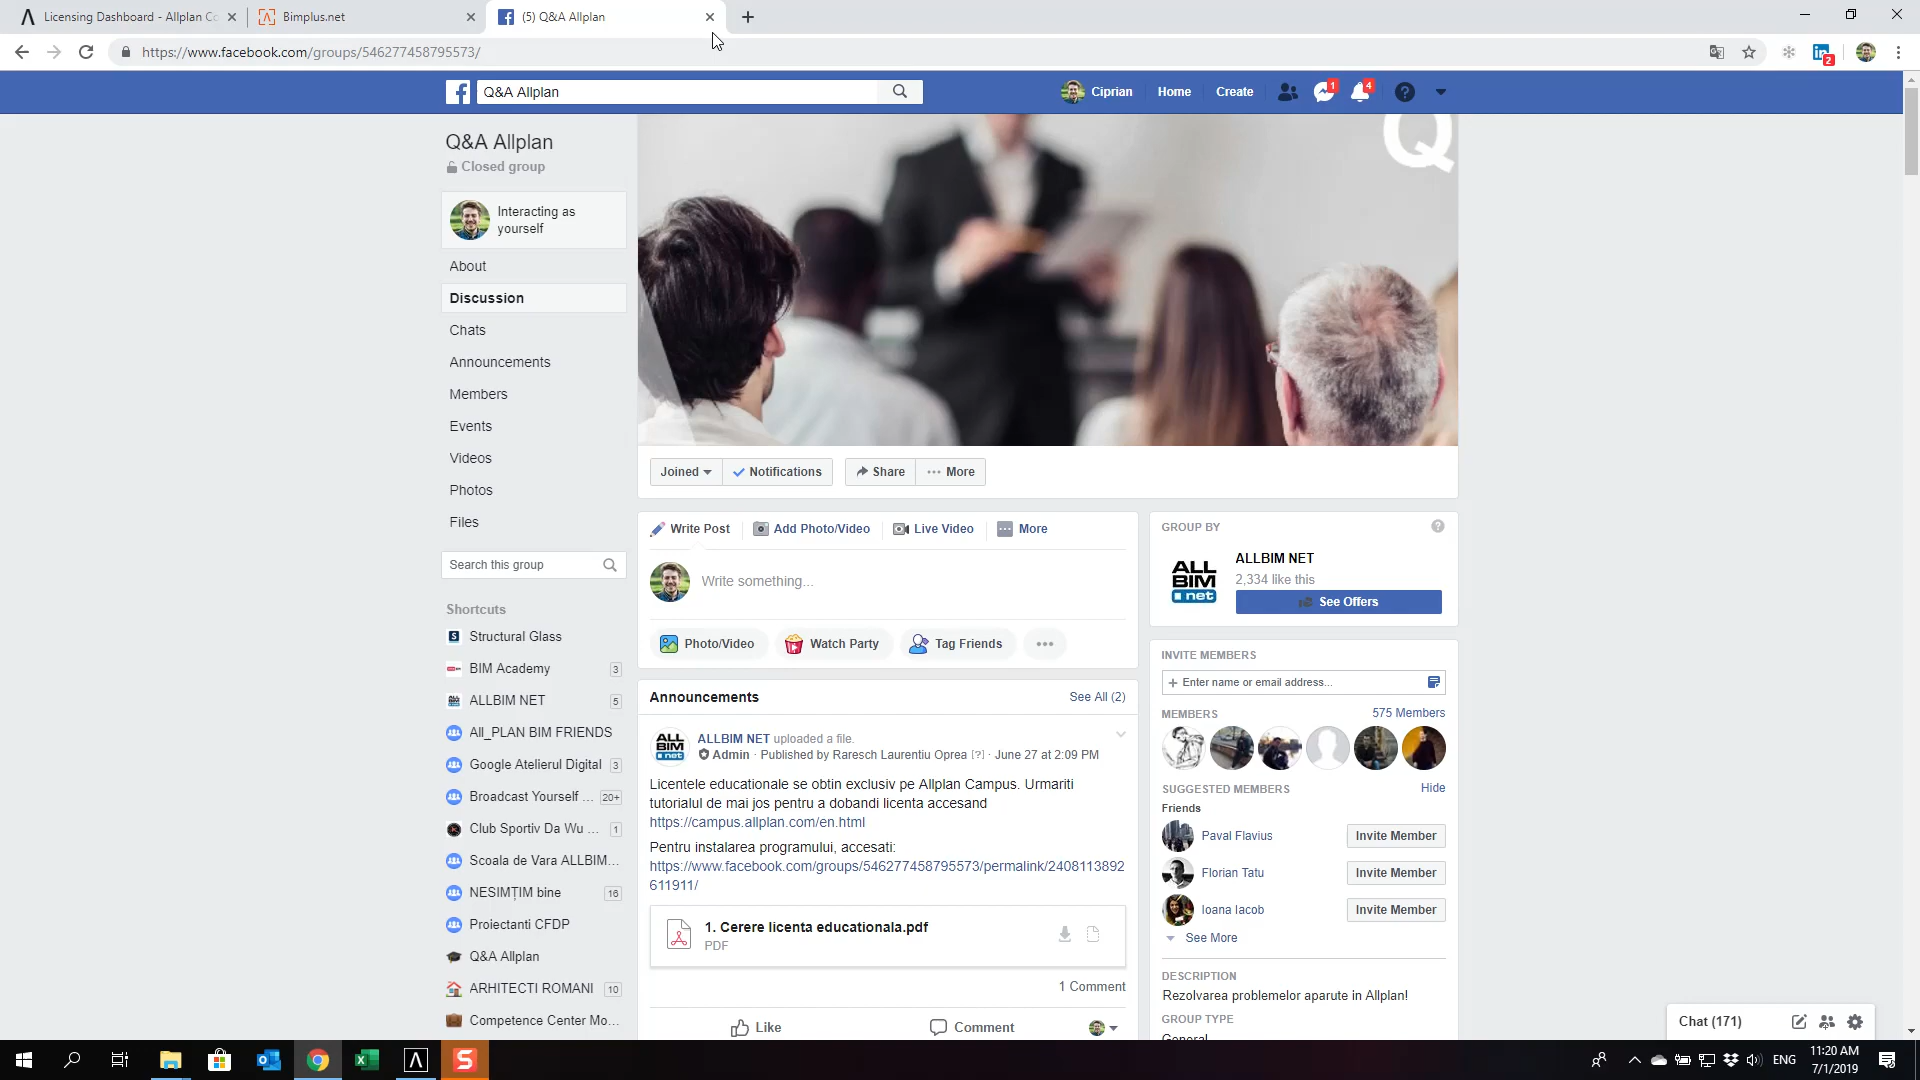 Licensing Dashboard - Allplan Co
Bimplus.net
(5) Q&A Allplan
https://www.facebook.com/groups/546277458795573/
2
Q&A Allplan
Ciprian
Home
Create
1
4
Q&A Allplan
Closed group
Interacting as
yourself
About
Discussion
Chats
Announcements
Members
Events
Videos
Photos
Files
Search this group
Shortcuts
Structural Glass
BIM Academy 3
ALLBIM NET 5
All_PLAN BIM FRIENDS
Google Atelierul Digital 3
Broadcast Yourself ... 20+
Club Sportiv Da Wu ... 1
Scoala de Vara ALLBIM...
NESIMȚIM bine 16
Proiectanti CFDP
Q&A Allplan
ARHITECTI ROMANI 10
Competence Center Mo...
Q
Joined
Notifications
Share
More
Write Post
Add Photo/Video
Live Video
More
Write something...
Photo/Video
Watch Party
Tag Friends
Announcements
See All (2)
ALL
BIM
net
ALLBIM NET uploaded a file.
Admin · Published by Raresch Laurentiu Oprea [?] · June 27 at 2:09 PM
Licentele educationale se obtin exclusiv pe Allplan Campus. Urmariti
tutorialul de mai jos pentru a dobandi licenta accesand
https://campus.allplan.com/en.html
Pentru instalarea programului, accesati:
https://www.facebook.com/groups/546277458795573/permalink/2408113892
611911/
1. Cerere licenta educationala.pdf
PDF
1 Comment
Like
Comment
GROUP BY
ALL
BIM
net
ALLBIM NET
2,334 like this
See Offers
INVITE MEMBERS
+ Enter name or email address...
MEMBERS
575 Members
SUGGESTED MEMBERS
Hide
Friends
Paval Flavius
Invite Member
Florian Tatu
Invite Member
Ioana Iacob
Invite Member
See More
DESCRIPTION
Rezolvarea problemelor aparute in Allplan!
GROUP TYPE
General
Chat (171)
ENG
11:20 AM
7/1/2019